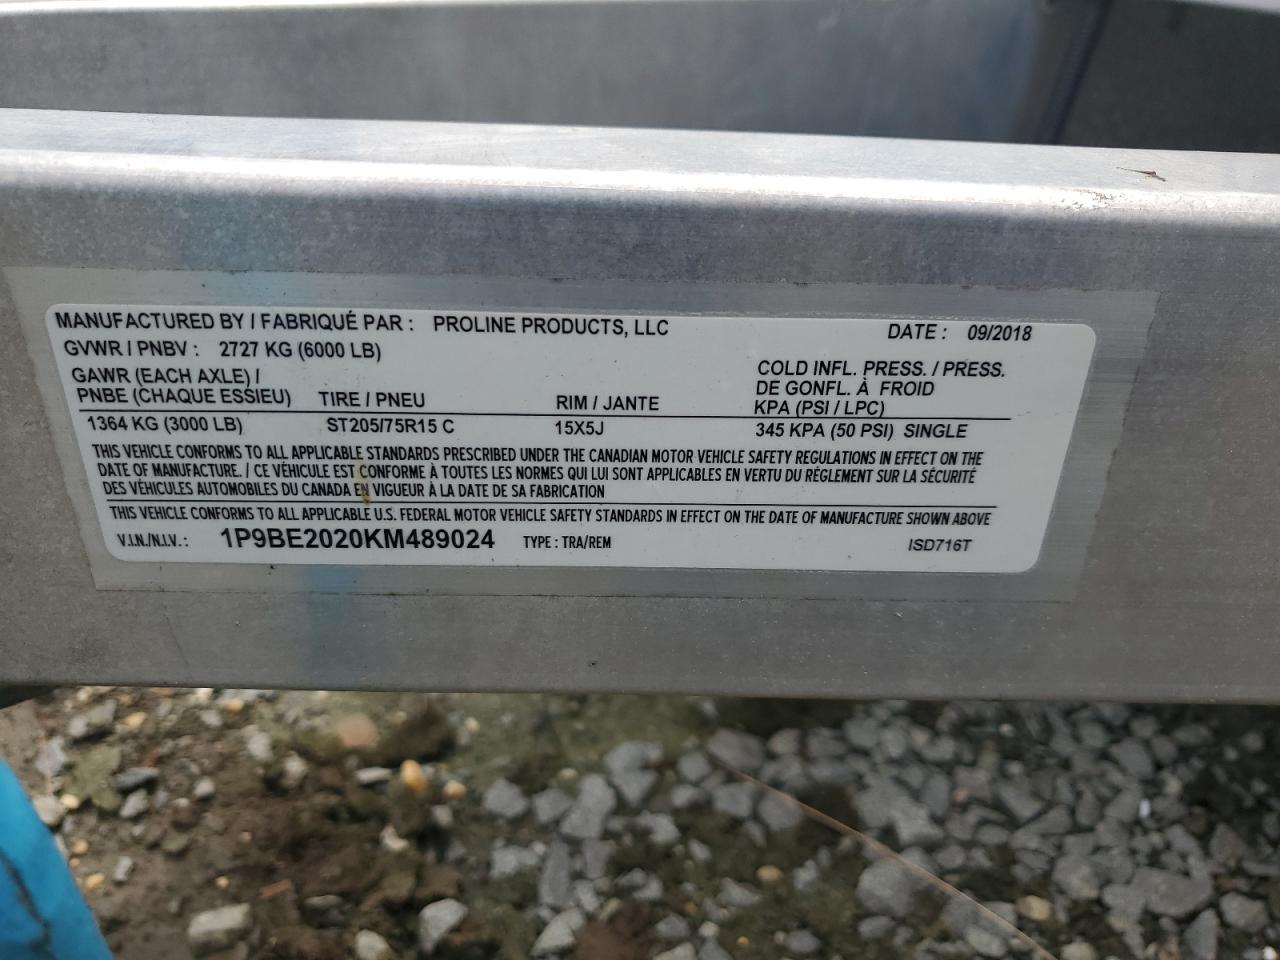 MANUFACTURED BY / FABRIQUÉ PAR : PROLINE PRODUCTS, LLC DATE : 09/2018
GVWR / PNBV : 2727 KG (6000 LB)
GAWR (EACH AXLE) /
PNBE (CHAQUE ESSIEU) TIRE / PNEU RIM / JANTE
COLD INFL. PRESS. / PRESS.
DE GONFL. À FROID
KPA (PSI / LPC)
1364 KG (3000 LB) ST205/75R15 C 15X5J 345 KPA (50 PSI) SINGLE
THIS VEHICLE CONFORMS TO ALL APPLICABLE STANDARDS PRESCRIBED UNDER THE CANADIAN MOTOR VEHICLE SAFETY REGULATIONS IN EFFECT ON THE
DATE OF MANUFACTURE. / CE VÉHICULE EST CONFORME À TOUTES LES NORMES QUI LUI SONT APPLICABLES EN VERTU DU RÉGLEMENT SUR LA SÉCURITÉ
DES VÉHICULES AUTOMOBILES DU CANADA EN VIGUEUR À LA DATE DE SA FABRICATION
THIS VEHICLE CONFORMS TO ALL APPLICABLE U.S. FEDERAL MOTOR VEHICLE SAFETY STANDARDS IN EFFECT ON THE DATE OF MANUFACTURE SHOWN ABOVE
V.I.N./N.I.V.: 1P9BE2020KM489024 TYPE : TRA/REM ISD716T